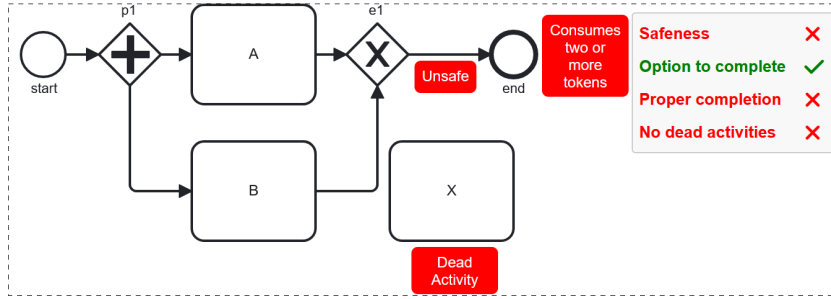 p1
e1
A
start
Unsafe
end
Consumes
two or
more
tokens
Safeness
Option to complete
Proper completion
No dead activities
B
X
Dead
Activity